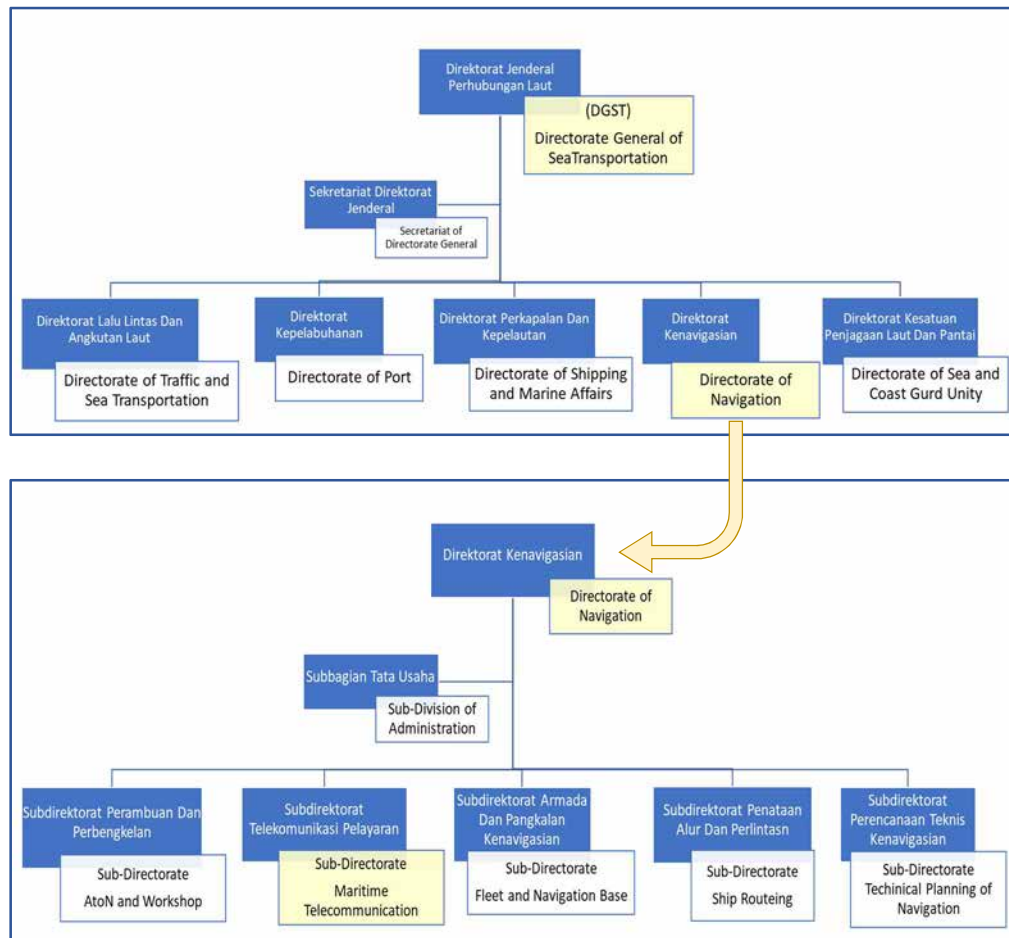 Direktorat Jenderal
Perhubungan Laut
(DGST)
Directorate General of
SeaTransportation
Sekretariat Direktorat
Jenderal
Secretariat of
Directorate General
Direktorat Lalu Lintas Dan
Angkutan Laut
Directorate of Traffic and
Sea Transportation
Direktorat
Kepelabuhanan
Directorate of Port
Direktorat Perkapalan Dan
Kepelautan
Directorate of Shipping
and Marine Affairs
Direktorat
Kenavigasian
Directorate of
Navigation
Direktorat Kesatuan
Penjagaan Laut Dan Pantai
Directorate of Sea and
Coast Gurd Unity
Direktorat Kenavigasian
Directorate of
Navigation
Subbagian Tata Usaha
Sub-Division of
Administration
Subdirektorat Perambuan Dan
Perbengkelan
Sub-Directorate
AtoN and Workshop
Subdirektorat
Telekomunikasi Pelayaran
Sub-Directorate
Maritime
Telecommunication
Subdirektorat Armada
Dan Pangkalan
Kenavigasian
Sub-Directorate
Fleet and Navigation Base
Subdirektorat Penataan
Alur Dan Perlintasn
Sub-Directorate
Ship Routeing
Subdirektorat
Perencanaan Teknis
Kenavigasian
Sub-Directorate
Techinical Planning of
Navigation